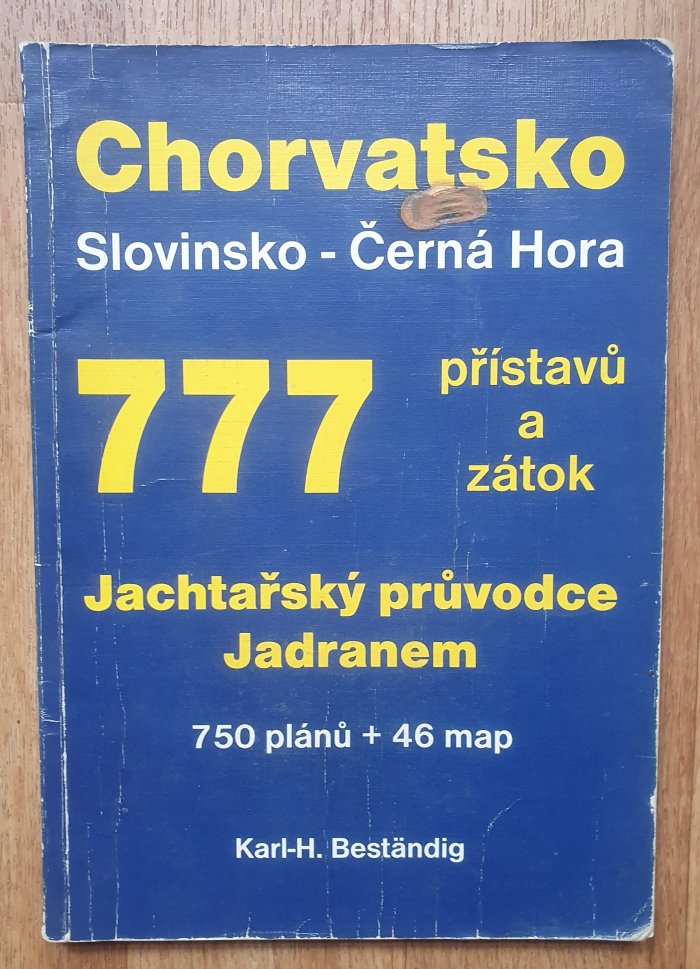 Chorvatsko
Slovinsko - Černá Hora
777
přístavů
a
zátok
Jachtařský průvodce
Jadranem
750 plánů + 46 map
Karl-H. Beständig